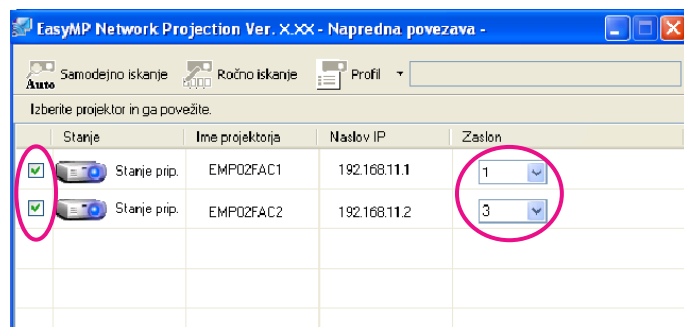 EasyMP Network Projection Ver. X.XX - Napredna povezava -
Auto Samodejno iskanje Ročno iskanje Profil
Izberite projektor in ga povežite.
Stanje Ime projektorja Naslov IP Zaslon
Stanje prip. EMP02FAC1 192.168.11.1 1
Stanje prip. EMP02FAC2 192.168.11.2 3